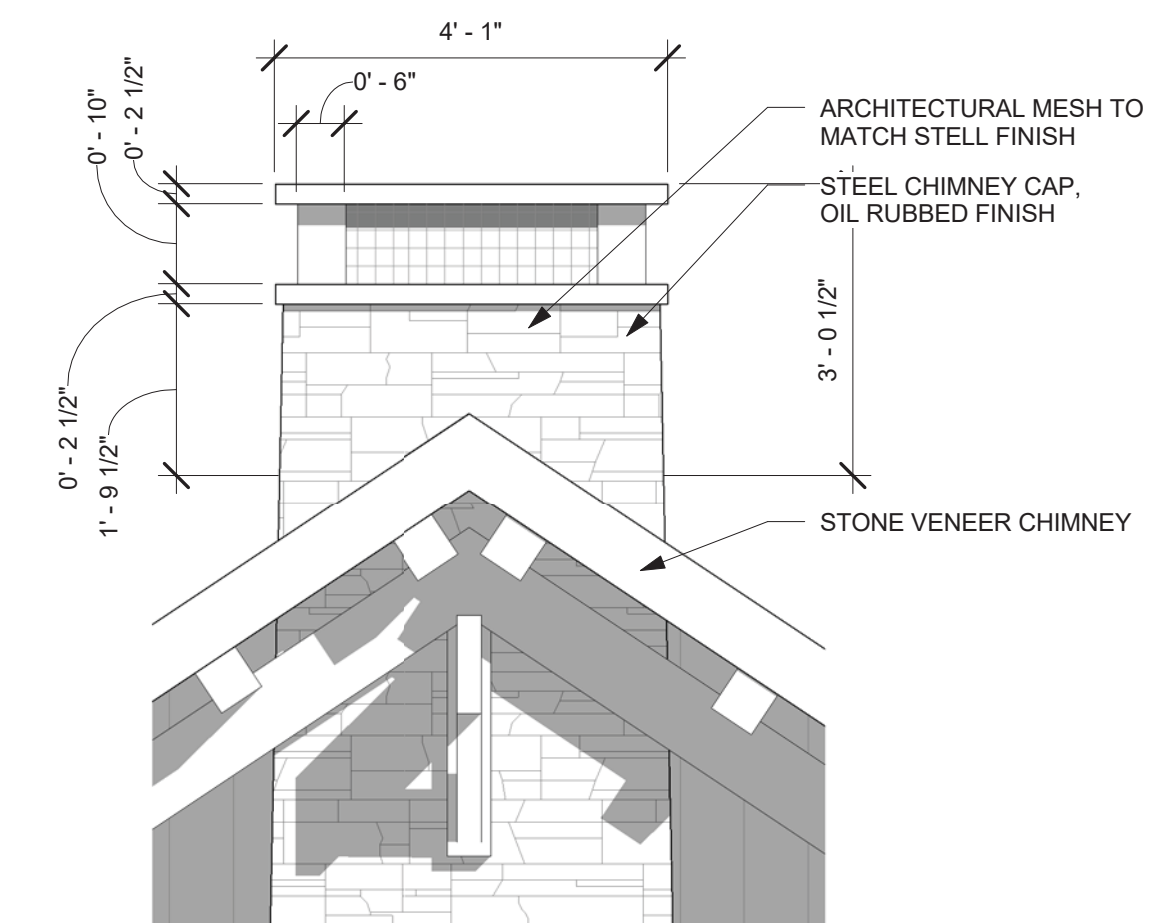 4' - 1"
0' - 6"
0' - 10"
0' - 2 1/2"
ARCHITECTURAL MESH TO
MATCH STELL FINISH
STEEL CHIMNEY CAP,
OIL RUBBED FINISH
3' - 0 1/2"
0' - 2 1/2"
1' - 9 1/2"
STONE VENEER CHIMNEY